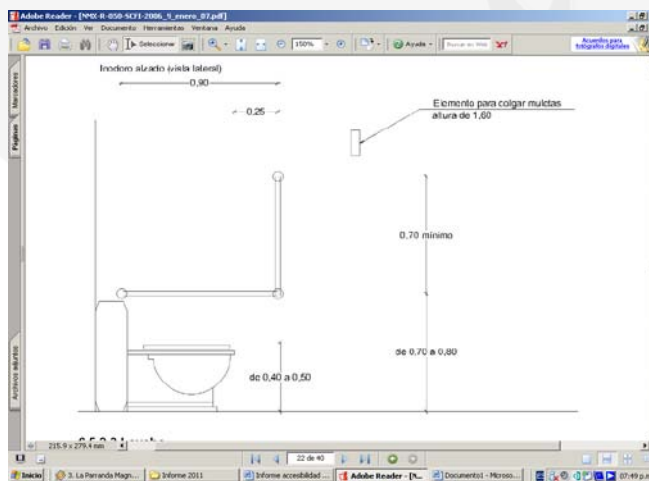 Adobe Reader - [NMX-R-050-SCFI-2006_9_enero_07.pdf]
Archivo Edición Ver Documento Herramientas Ventana Ayuda
Seleccionar
150%
Ayuda
Acuerdos para fotógrafos digitales
Marcadores
Páginas
Archivos adjuntos
Inodoro alzado (vista lateral)
0,90
0,25
Elemento para colgar muletas
altura de 1,60
0,70 mínimo
de 0,70 a 0,80
de 0,40 a 0,50
215.9 x 279.4 mm
22 de 40
Inicio
3. La Parranda Magn...
Informe 2011
Informe accesibilidad ...
Adobe Reader - [N...
Documento1 - Microso...
07:49 p.m.